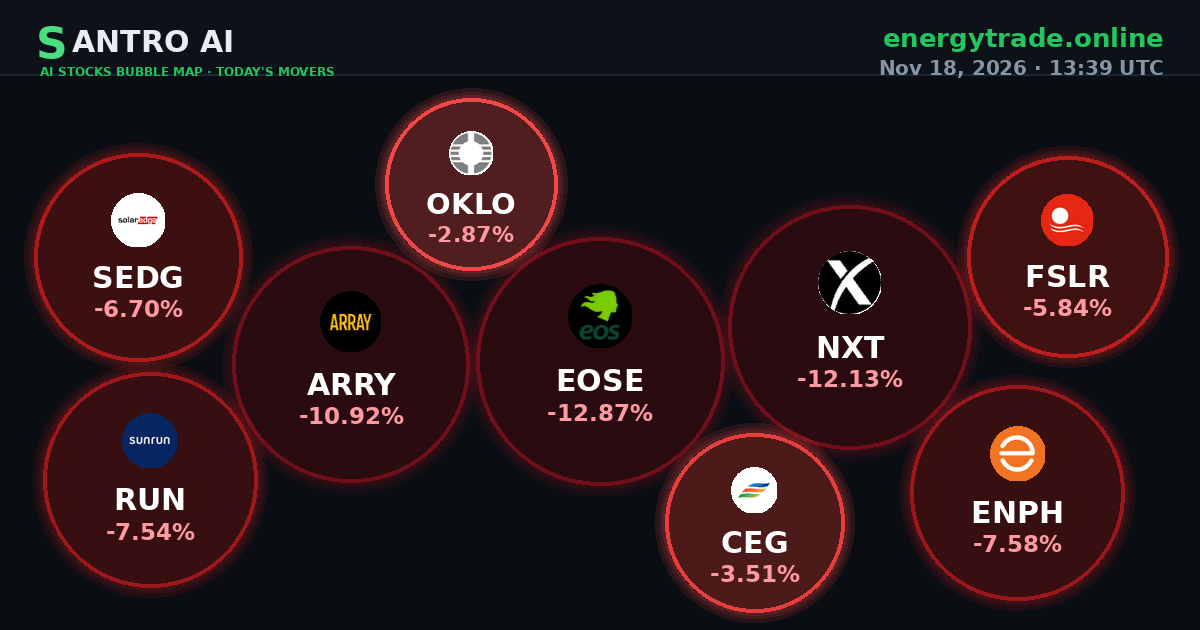 SANTRO AI
AI STOCKS BUBBLE MAP · TODAY'S MOVERS
energytrade.online
Nov 18, 2026 · 13:39 UTC
OKLO
-2.87%
solaredge
SEDG
-6.70%
FSLR
-5.84%
NXT
-12.13%
ARRAY
ARRY
-10.92%
eos
EOSE
-12.87%
sunrun
RUN
-7.54%
CEG
-3.51%
ENPH
-7.58%